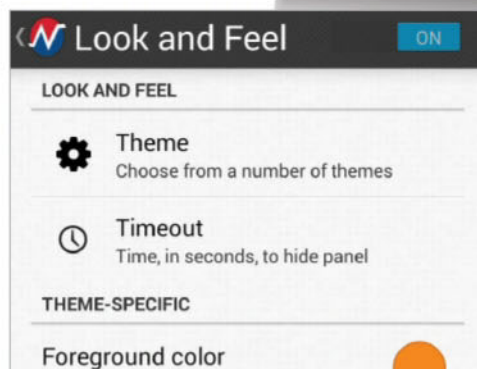 Look and Feel
ON
LOOK AND FEEL
Theme
Choose from a number of themes
Timeout
Time, in seconds, to hide panel
THEME-SPECIFIC
Foreground color